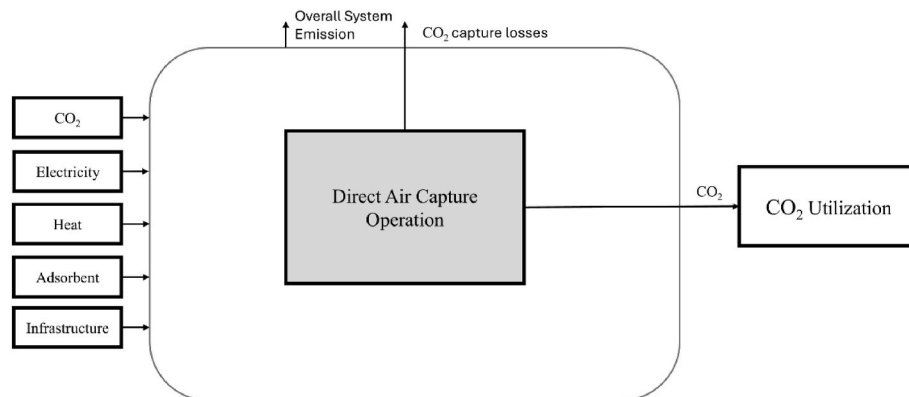 Overall System
Emission
CO₂ capture losses
CO₂
Electricity
Heat
Adsorbent
Infrastructure
Direct Air Capture
Operation
CO₂
CO₂ Utilization